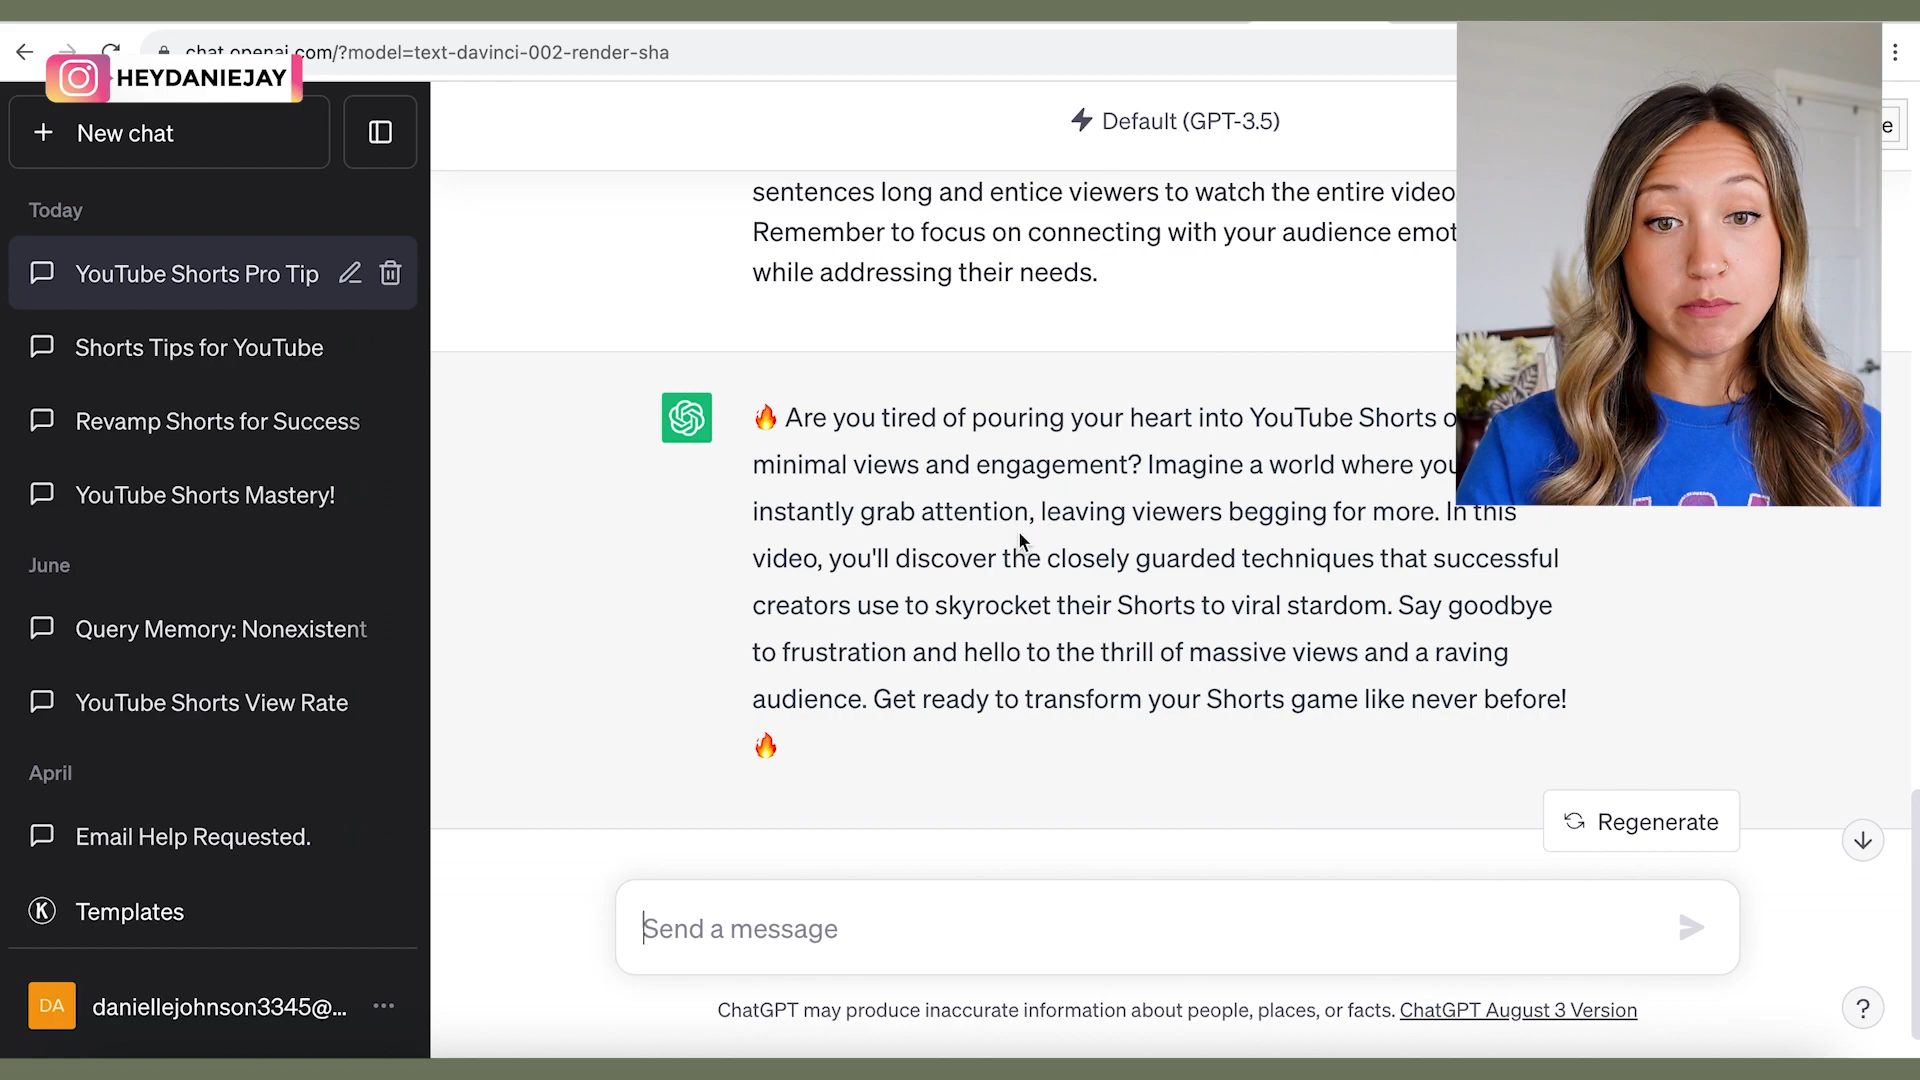 chat.openai.com/?model=text-davinci-002-render-sha
HEYDANIEJAY
New chat
Today
YouTube Shorts Pro Tip
Shorts Tips for YouTube
Revamp Shorts for Success
YouTube Shorts Mastery!
June
Query Memory: Nonexistent
YouTube Shorts View Rate
April
Email Help Requested.
K Templates
DA daniellejohnson3345@...
Default (GPT-3.5)
sentences long and entice viewers to watch the entire video
Remember to focus on connecting with your audience emot
while addressing their needs.
🔥 Are you tired of pouring your heart into YouTube Shorts o
minimal views and engagement? Imagine a world where you
instantly grab attention, leaving viewers begging for more. In this
video, you'll discover the closely guarded techniques that successful
creators use to skyrocket their Shorts to viral stardom. Say goodbye
to frustration and hello to the thrill of massive views and a raving
audience. Get ready to transform your Shorts game like never before!
🔥
Regenerate
Send a message
ChatGPT may produce inaccurate information about people, places, or facts. ChatGPT August 3 Version
?
e